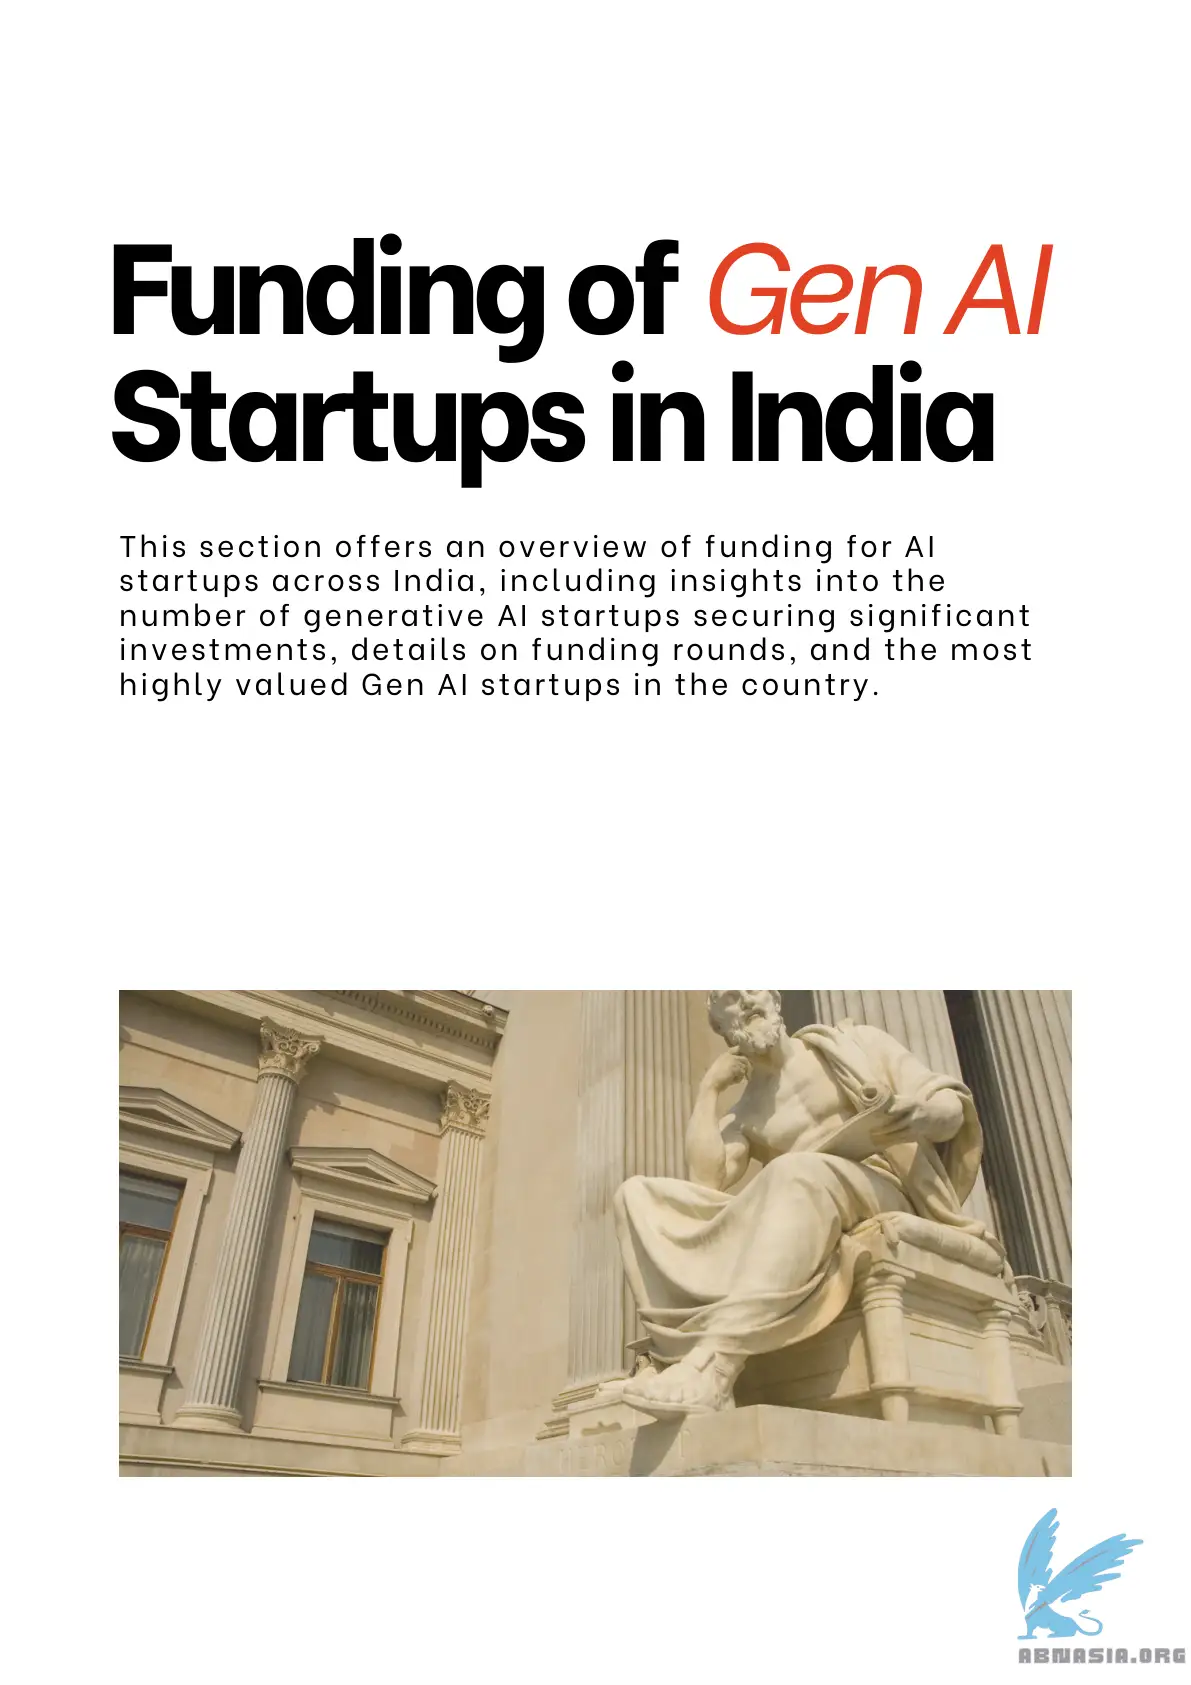 Funding of Gen AI
Startups in India
This section offers an overview of funding for AI
startups across India, including insights into the
number of generative AI startups securing significant
investments, details on funding rounds, and the most
highly valued Gen AI startups in the country.
ABNASIA.ORG